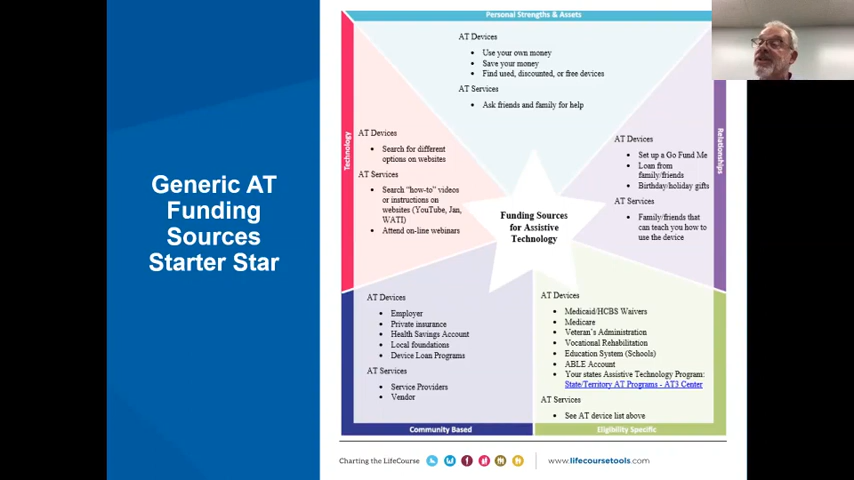 Generic AT
Funding
Sources
Starter Star
Personal Strengths & Assets
AT Devices
• Use your own money
• Save your money
• Find used, discounted, or free devices
AT Services
• Ask friends and family for help
Technology
AT Devices
• Search for different
options on websites
AT Services
• Search "how-to" videos
or instructions on
websites (YouTube, Jan,
WATI)
• Attend on-line webinars
Relationships
AT Devices
• Set up a Go Fund Me
• Loan from
family/friends
• Birthday/holiday gifts
AT Services
• Family/friends that
can teach you how to
use the device
Funding Sources
for Assistive
Technology
AT Devices
• Employer
• Private insurance
• Health Savings Account
• Local foundations
• Device Loan Programs
AT Services
• Service Providers
• Vendor
Community Based
AT Devices
• Medicaid/HCBS Waivers
• Medicare
• Veteran's Administration
• Vocational Rehabilitation
• Education System (Schools)
• ABLE Account
• Your states Assistive Technology Program:
State/Territory AT Programs - AT3 Center
AT Services
• See AT device list above
Eligibility Specific
Charting the LifeCourse
www.lifecoursetools.com